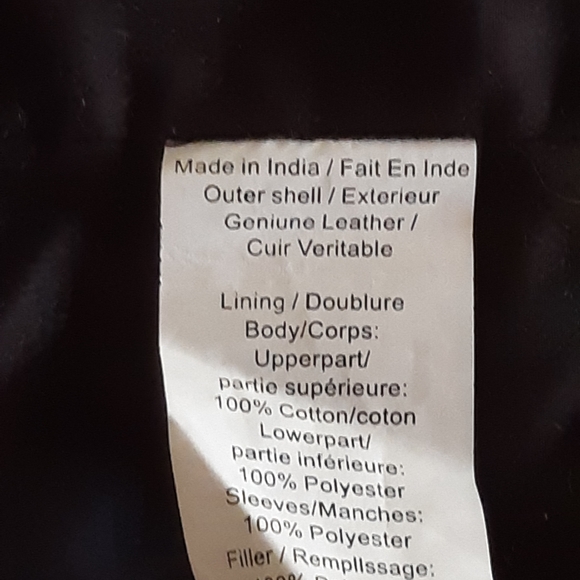 Made in India / Fait En Inde
Outer shell / Exterieur
Geniune Leather /
Cuir Veritable
Lining / Doublure
Body/Corps:
Upperpart/
partie supérieure:
100% Cotton/coton
Lowerpart/
partie inférieure:
100% Polyester
Sleeves/Manches:
100% Polyester
Filler / Remplissage: